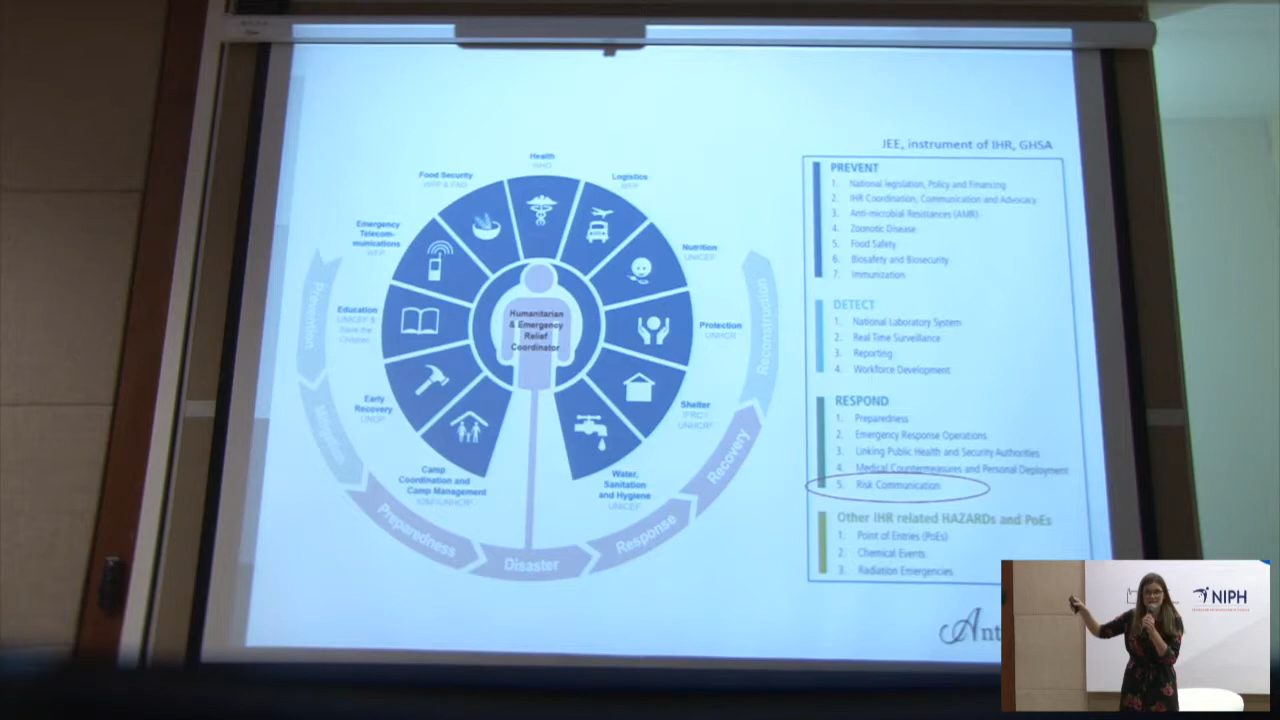 JEE, instrument of IHR, GHSA
Health
WHO
Logistics
WFP
Nutrition
UNICEF
Protection
UNHCR
Shelter
IFRC /
UNHCR
Water,
Sanitation
and Hygiene
UNICEF
Camp
Coordination and
Camp Management
Early
Recovery
UNDP
Education
UNICEF &
Save the
Children
Emergency
Telecom-
munications
WFP
Food Security
WFP & FAO
Humanitarian
& Emergency
Relief
Coordinator
Prevention
Mitigation
Preparedness
Disaster
Response
Recovery
Reconstruction
PREVENT
1. National legislation, Policy and Financing
2. IHR Coordination, Communication and Advocacy
3. Anti-microbial Resistances (AMR)
4. Zoonotic Disease
5. Food Safety
6. Biosafety and Biosecurity
7. Immunization
DETECT
1. National Laboratory System
2. Real Time Surveillance
3. Reporting
4. Workforce Development
RESPOND
1. Preparedness
2. Emergency Response Operations
3. Linking Public Health and Security Authorities
4. Medical Countermeasures and Personal Deployment
5. Risk Communication
Other IHR related HAZARDs and PoEs
1. Point of Entries (PoEs)
2. Chemical Events
3. Radiation Emergencies
Ant
NIPH